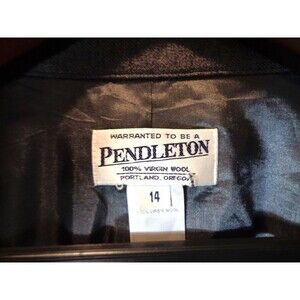 WARRANTED TO BE A
PENDLETON
100% VIRGIN WOOL
PORTLAND, OREGON
14